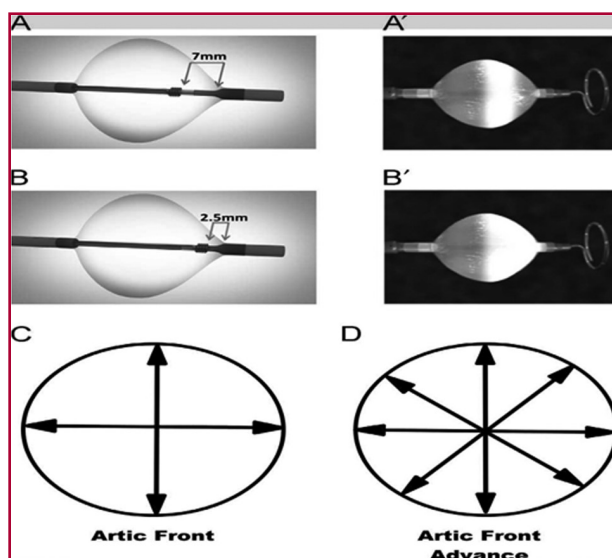 A
A′
7mm
B
B′
2.5mm
C
D
Artic Front
Artic Front
Advance